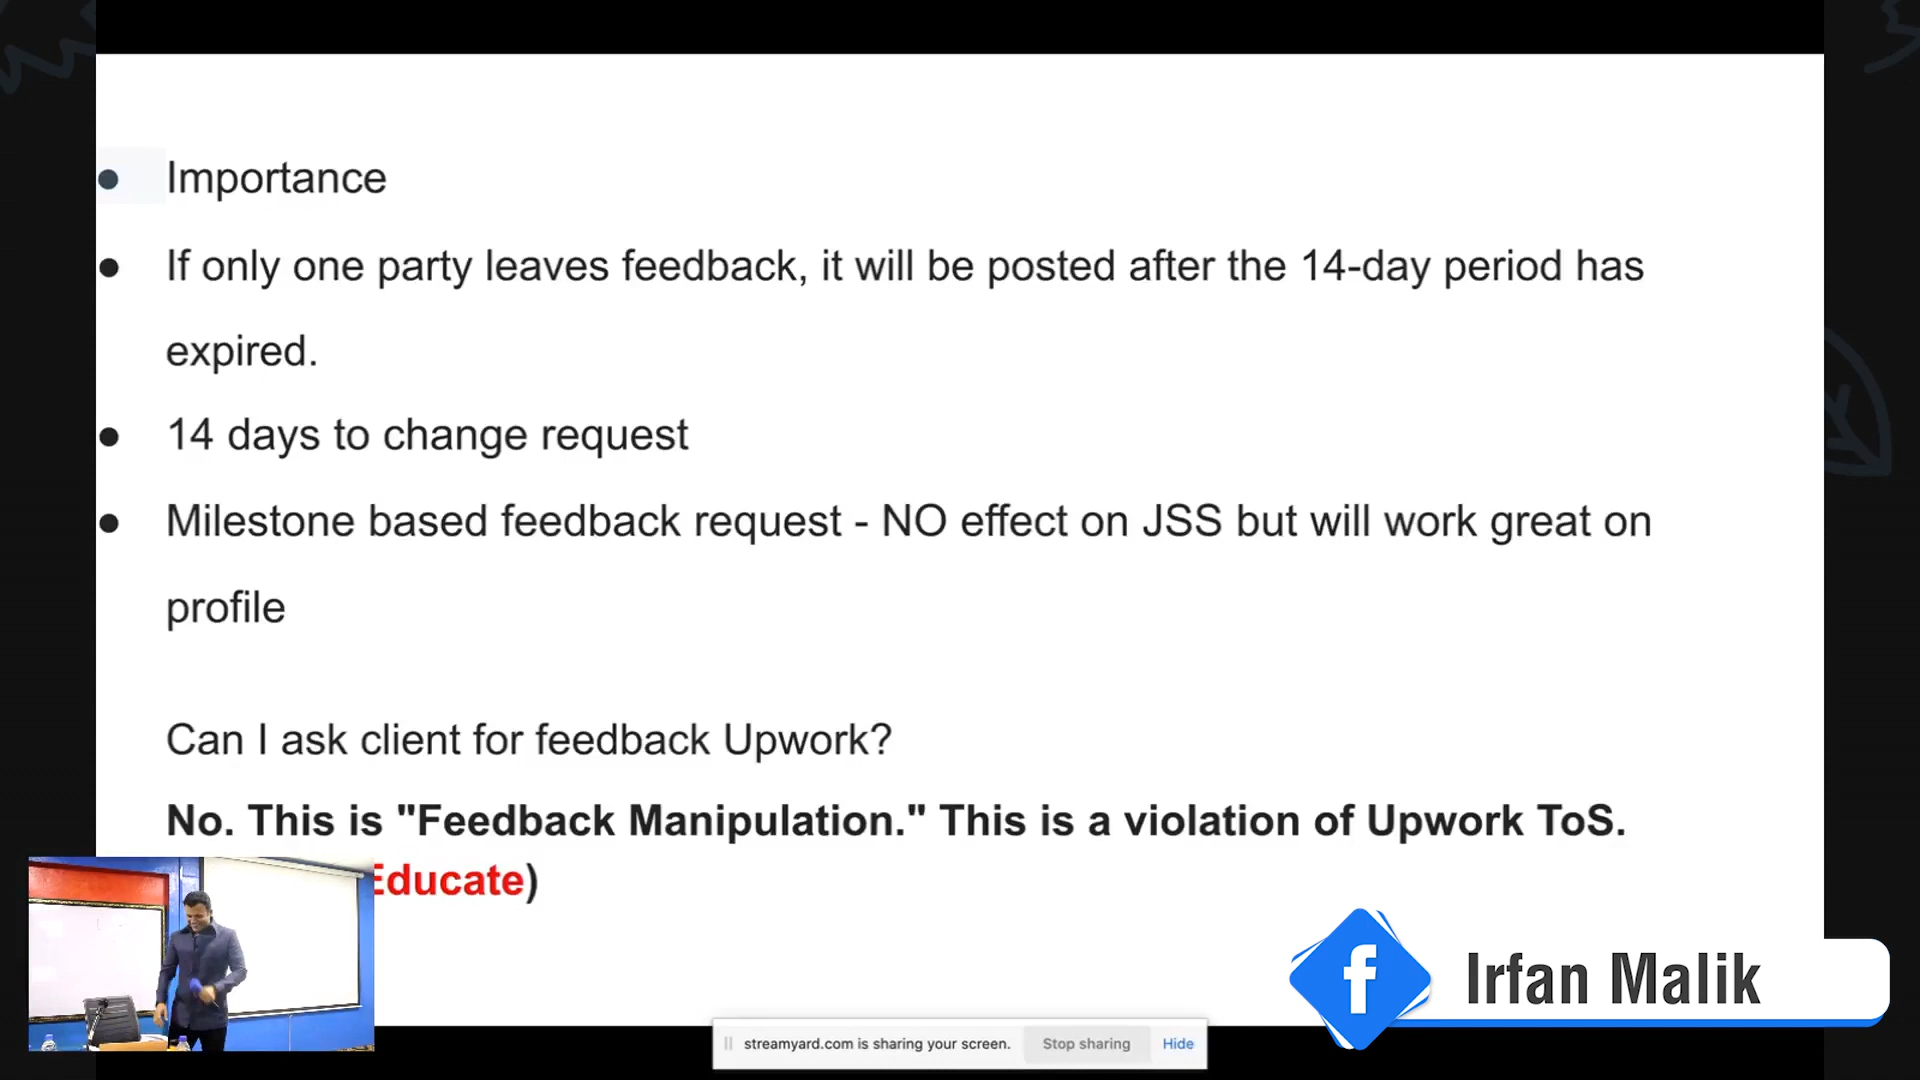 Importance
If only one party leaves feedback, it will be posted after the 14-day period has
expired.
14 days to change request
Milestone based feedback request - NO effect on JSS but will work great on
profile
Can I ask client for feedback Upwork?
No. This is "Feedback Manipulation." This is a violation of Upwork ToS.
Educate)
f Irfan Malik
streamyard.com is sharing your screen. Stop sharing Hide